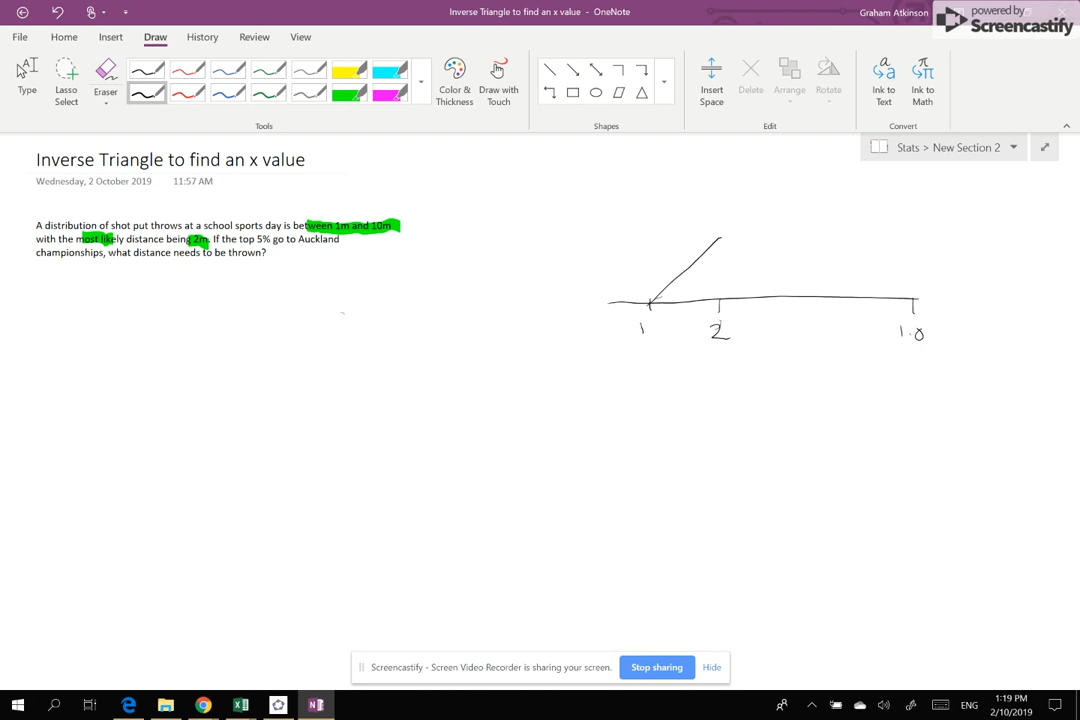 Inverse Triangle to find an x value - OneNote
Graham Atkinson
powered by
Screencastify
File Home Insert Draw History Review View
Type
Lasso Select
Eraser
Color & Thickness
Draw with Touch
Insert Space
Delete
Arrange
Rotate
Ink to Text
Ink to Math
Tools
Shapes
Edit
Convert
Stats > New Section 2
Inverse Triangle to find an x value
Wednesday, 2 October 2019 11:57 AM
A distribution of shot put throws at a school sports day is between 1m and 10m
with the most likely distance being 2m. If the top 5% go to Auckland
championships, what distance needs to be thrown?
1 2 1.0
Screencastify - Screen Video Recorder is sharing your screen. Stop sharing Hide
ENG
1:19 PM
2/10/2019